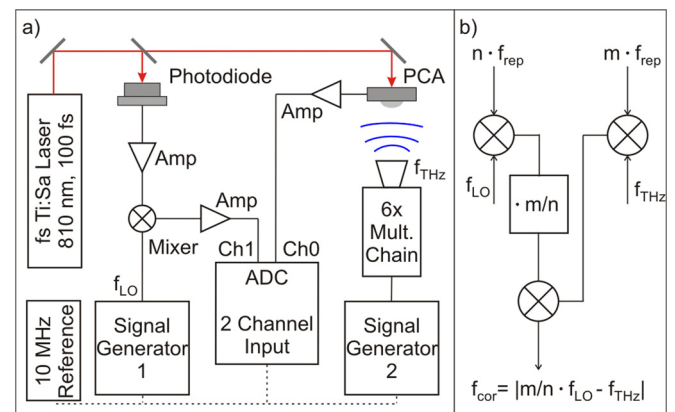 a)
Photodiode
PCA
Amp
fs Ti:Sa Laser
810 nm, 100 fs
Amp
Amp
Mixer
f_THz
6x
Mult.
Chain
Ch1 Ch0
ADC
2 Channel
Input
f_LO
10 MHz
Reference
Signal
Generator
1
Signal
Generator
2
b)
n · f_rep
m · f_rep
f_LO
f_THz
· m/n
f_cor= |m/n · f_LO - f_THz|